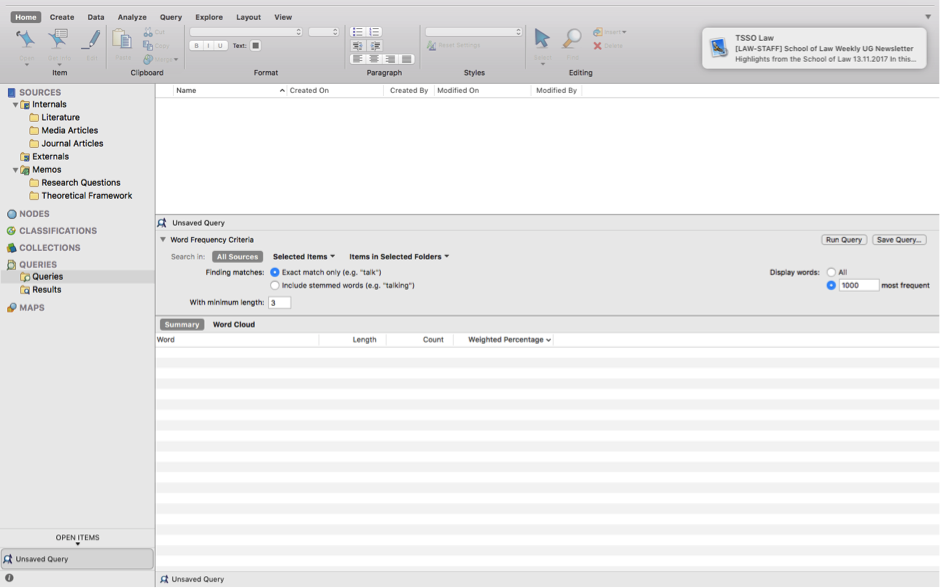 Home Create Data Analyze Query Explore Layout View
TSSO Law
[LAW-STAFF] School of Law Weekly UG Newsletter
Highlights from the School of Law 13.11.2017 In this...
Open Get Info Edit Paste Cut
Copy
Merge
B I U Text:
Reset Settings
Select Find Insert
Delete
Item Clipboard Format Paragraph Styles Editing
SOURCES
Internals
Literature
Media Articles
Journal Articles
Externals
Memos
Research Questions
Theoretical Framework
NODES
CLASSIFICATIONS
COLLECTIONS
QUERIES
Queries
Results
MAPS
OPEN ITEMS
Unsaved Query
Name Created On Created By Modified On Modified By
Unsaved Query
Word Frequency Criteria Run Query Save Query...
Search in: All Sources Selected Items Items in Selected Folders
Finding matches: Exact match only (e.g. "talk") Display words: All
Include stemmed words (e.g. "talking") 1000 most frequent
With minimum length: 3
Summary Word Cloud
Word Length Count Weighted Percentage
Unsaved Query